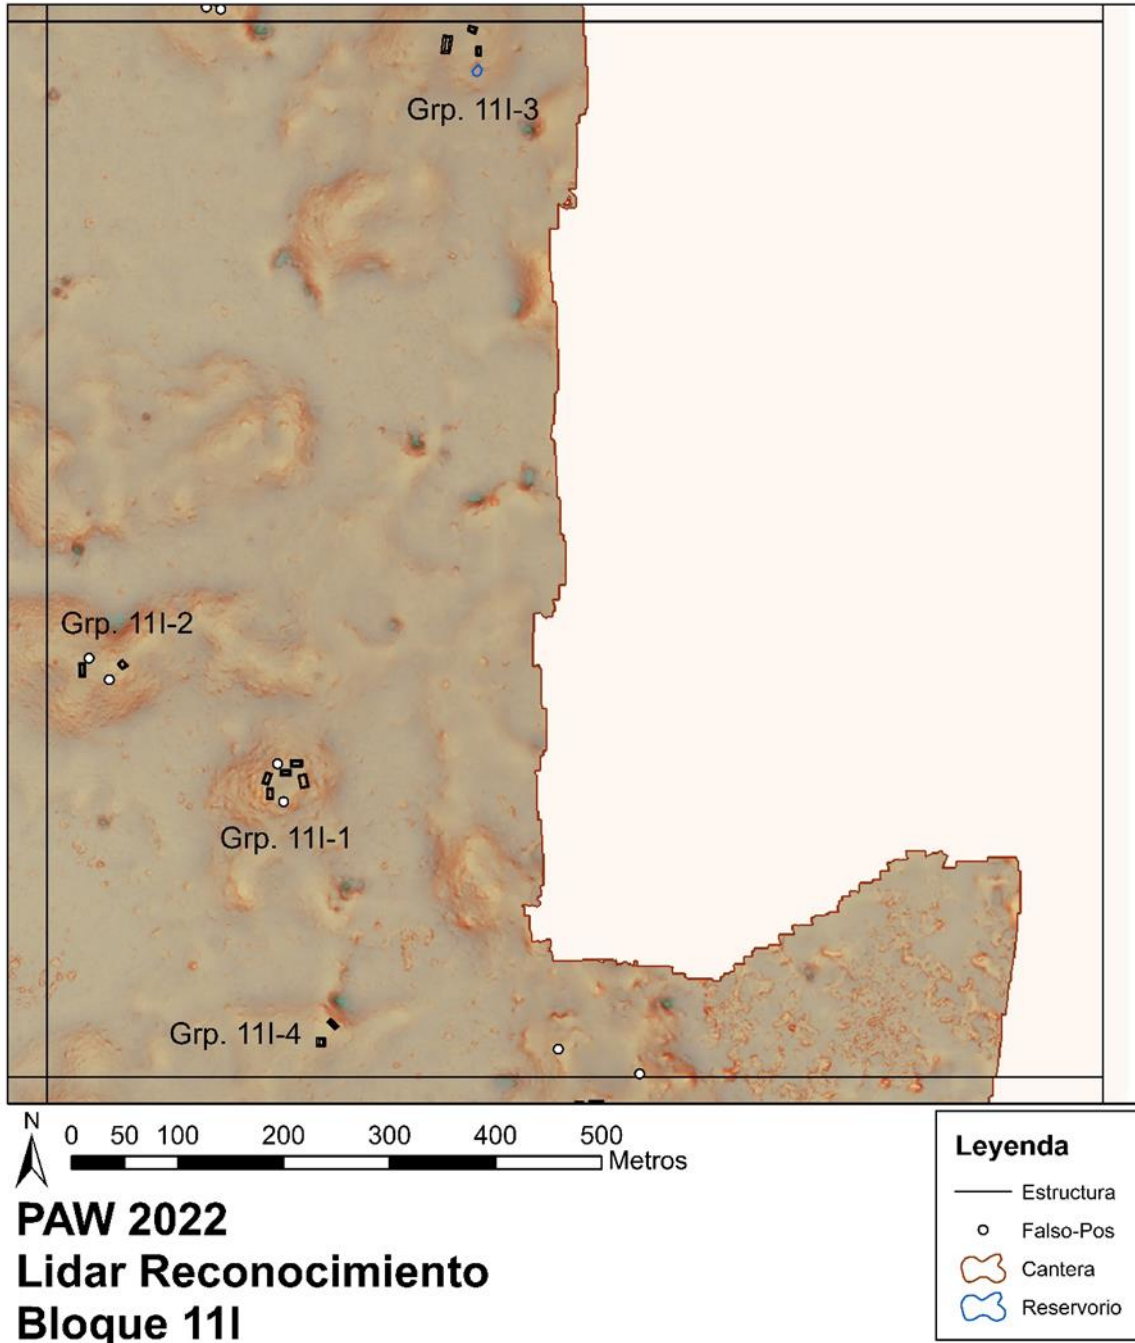 Grp. 11I-3
Grp. 11I-2
Grp. 11I-1
Grp. 11I-4
N
0 50 100 200 300 400 500
Metros
PAW 2022
Lidar Reconocimiento
Bloque 11I
Leyenda
Estructura
Falso-Pos
Cantera
Reservorio